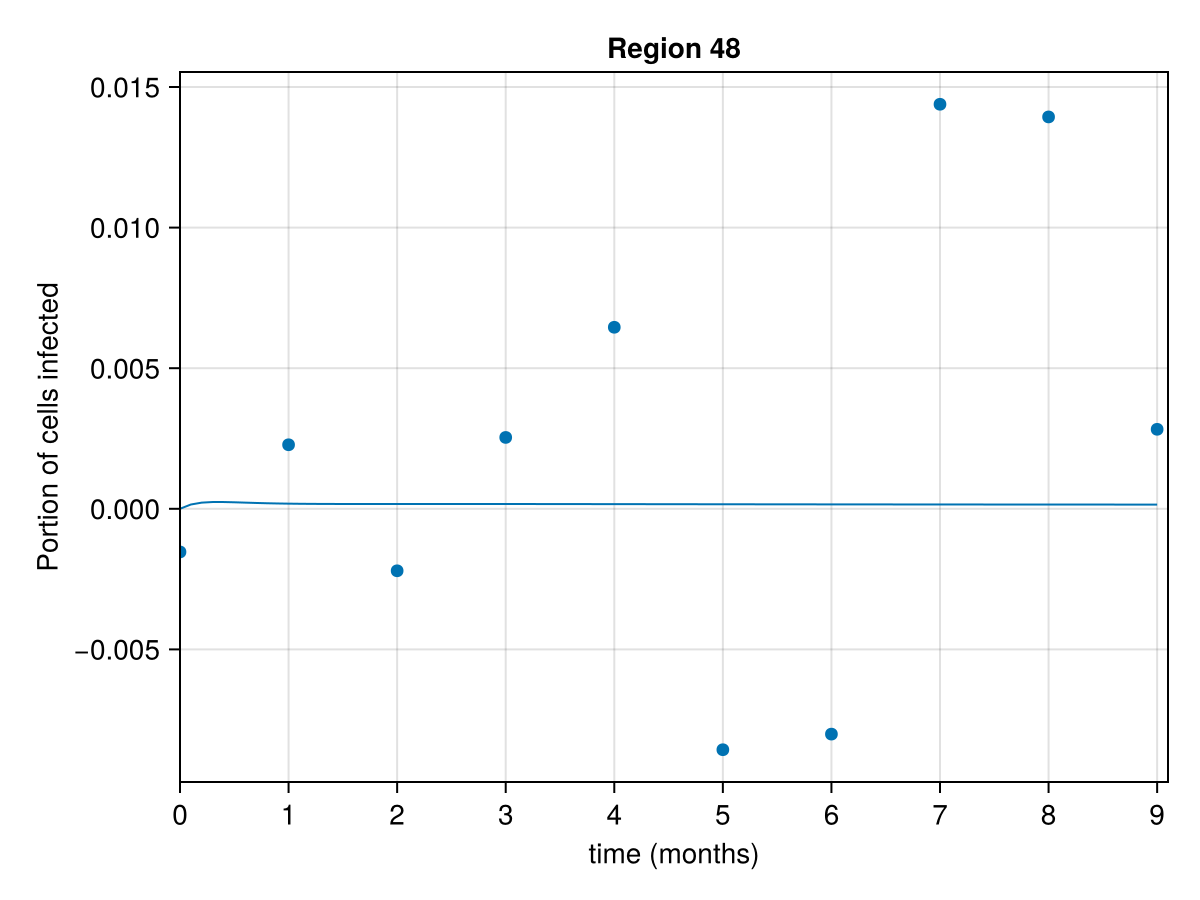 Region 48
Portion of cells infected
0.015
0.010
0.005
0.000
−0.005
0 1 2 3 4 5 6 7 8 9
time (months)